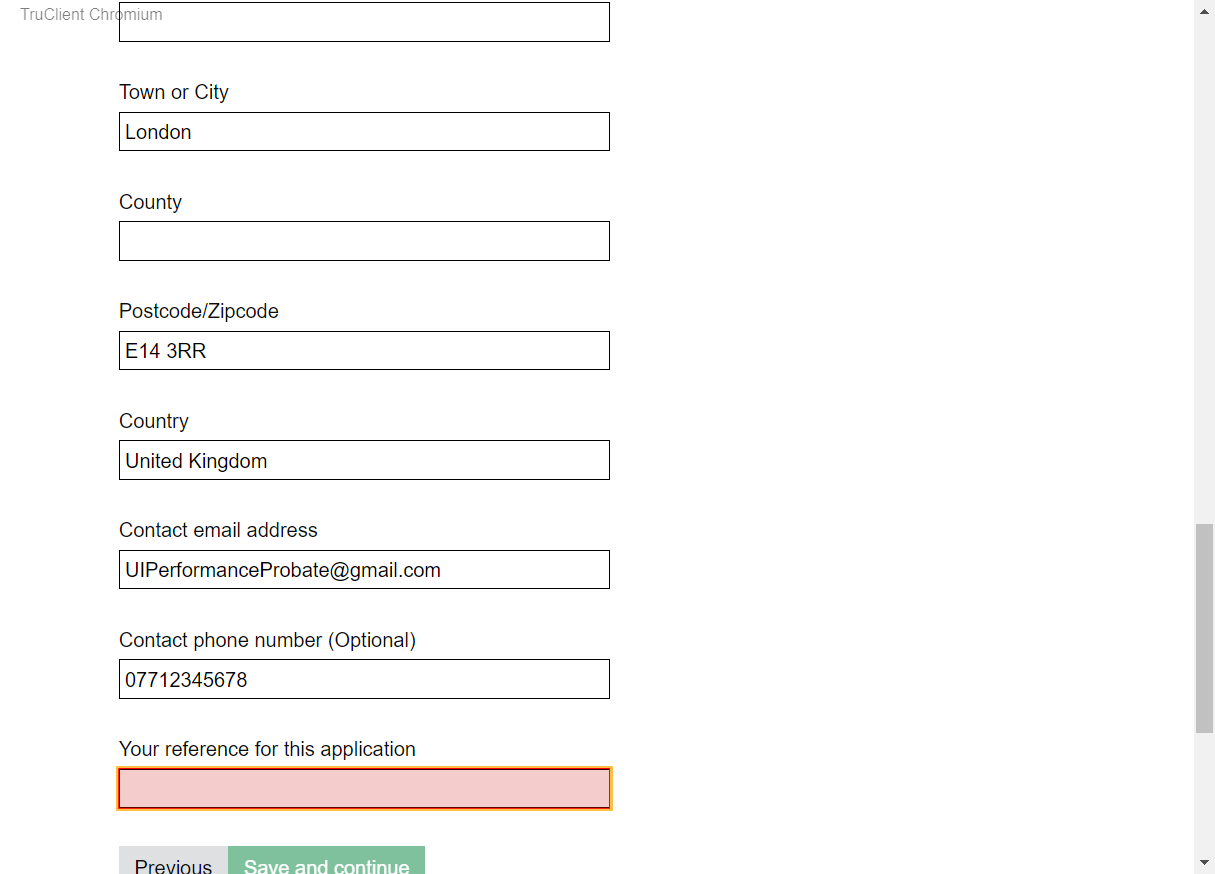 TruClient Chromium
Town or City
London
County
Postcode/Zipcode
E14 3RR
Country
United Kingdom
Contact email address
UIPerformanceProbate@gmail.com
Contact phone number (Optional)
07712345678
Your reference for this application
Previous Save and continue